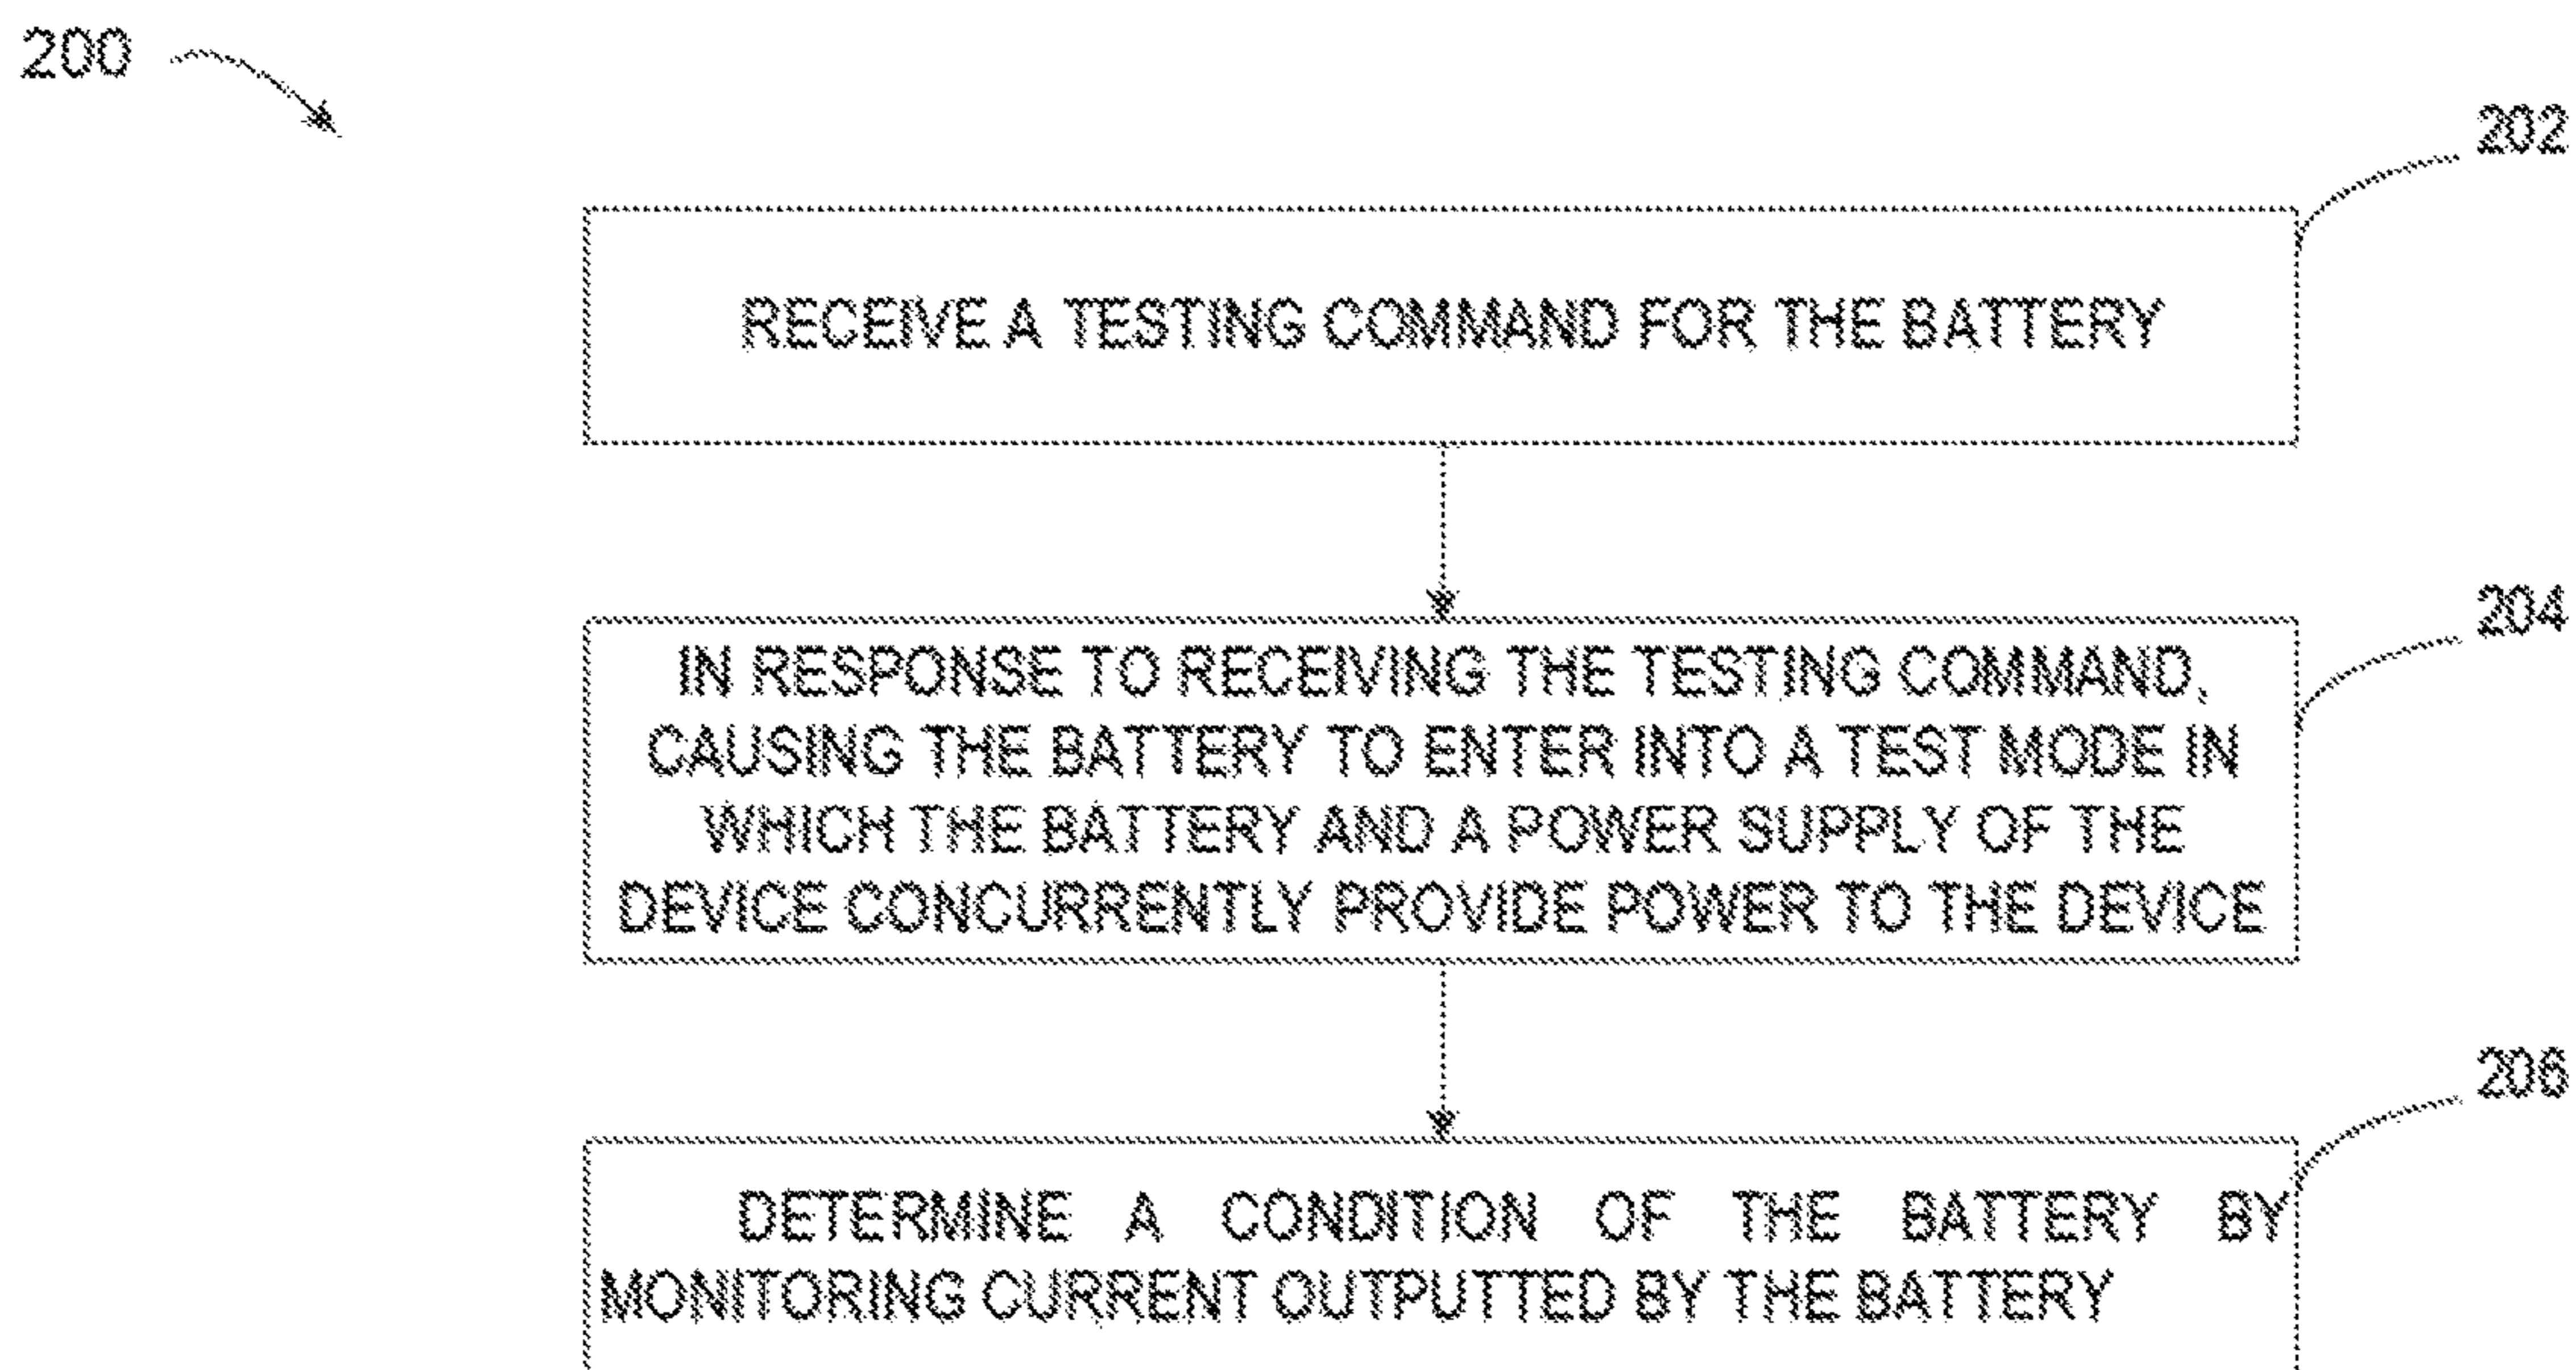 200
202
RECEIVE A TESTING COMMAND FOR THE BATTERY
204
IN RESPONSE TO RECEIVING THE TESTING COMMAND,
CAUSING THE BATTERY TO ENTER INTO A TEST MODE IN
WHICH THE BATTERY AND A POWER SUPPLY OF THE
DEVICE CONCURRENTLY PROVIDE POWER TO THE DEVICE
206
DETERMINE A CONDITION OF THE BATTERY BY
MONITORING CURRENT OUTPUTTED BY THE BATTERY